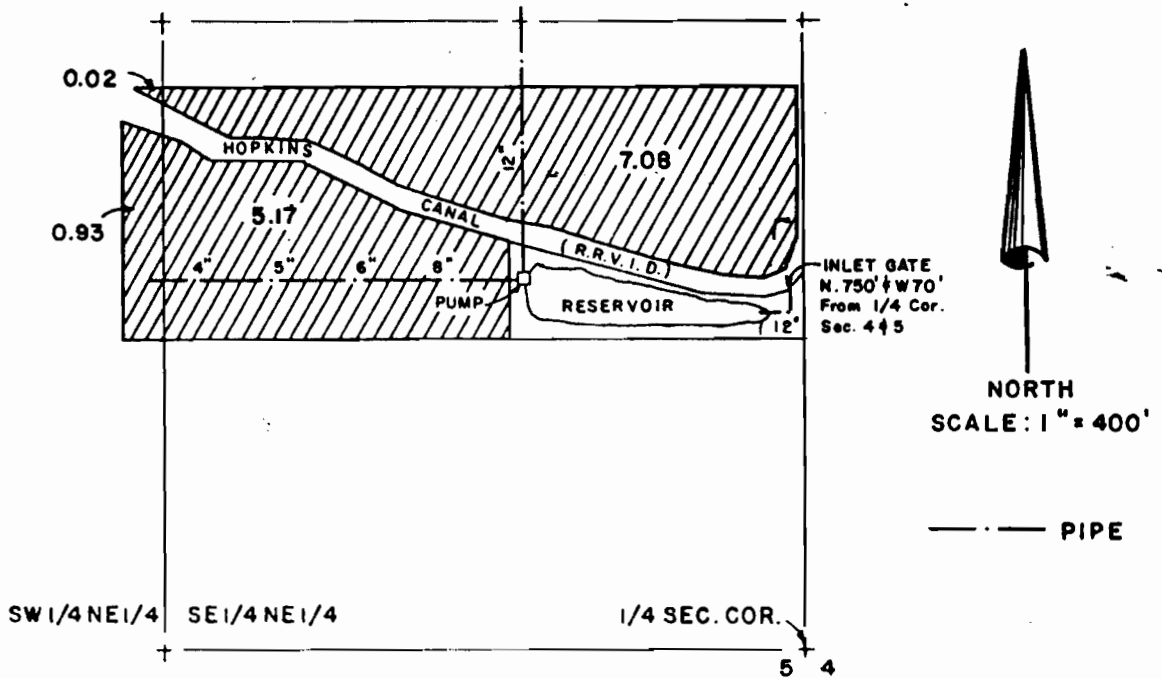 0.02
HOPKINS
12"
7.08
CANAL
5.17
(R.R.V.I.D.)
0.93
4" 5" 6" 8"
PUMP
RESERVOIR
12"
INLET GATE
N. 750' & W 70'
From 1/4 Cor.
Sec. 4 & 5
NORTH
SCALE: 1" = 400'
PIPE
SW 1/4 NE 1/4 SE 1/4 NE 1/4 1/4 SEC. COR.
5 4